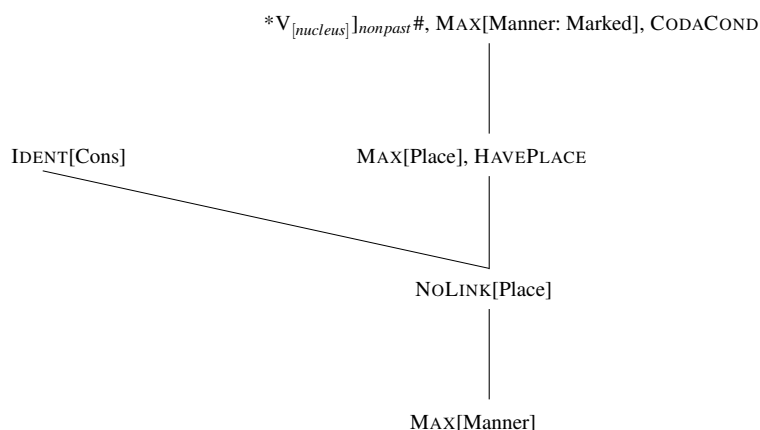 *V[nucleus]]nonpast#, MAX[Manner: Marked], CODACOND
IDENT[Cons] MAX[Place], HAVEPLACE
NOLINK[Place]
MAX[Manner]